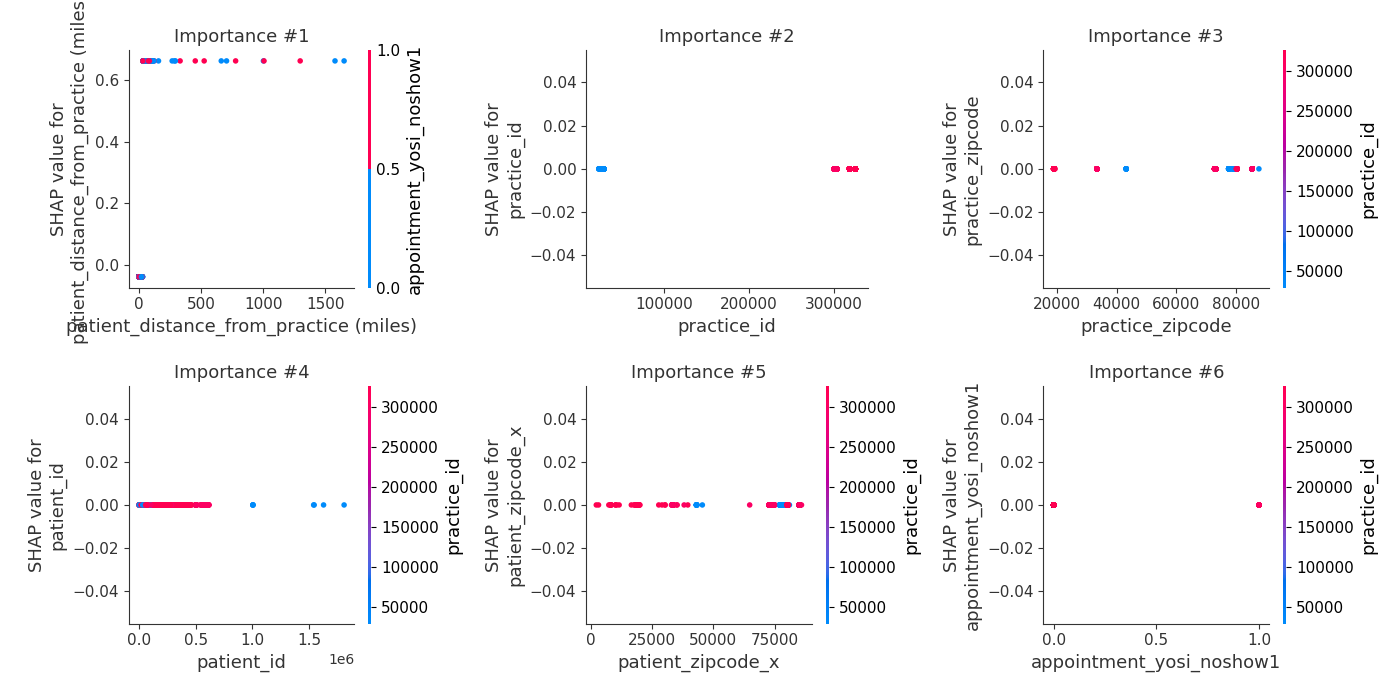 Importance #1
SHAP value for
patient_distance_from_practice (miles
0.6
0.4
0.2
0.0
0
500
1000
1500
patient_distance_from_practice (miles)
1.0
0.5
0.0
appointment_yosi_noshow1
Importance #2
SHAP value for
practice_id
0.04
0.02
0.00
−0.02
−0.04
100000
200000
300000
practice_id
Importance #3
SHAP value for
practice_zipcode
0.04
0.02
0.00
−0.02
−0.04
20000
40000
60000
80000
practice_zipcode
300000
250000
200000
150000
100000
50000
practice_id
Importance #4
SHAP value for
patient_id
0.04
0.02
0.00
−0.02
−0.04
0.0
0.5
1.0
1.5
1e6
patient_id
300000
250000
200000
150000
100000
50000
practice_id
Importance #5
SHAP value for
patient_zipcode_x
0.04
0.02
0.00
−0.02
−0.04
0
25000
50000
75000
patient_zipcode_x
300000
250000
200000
150000
100000
50000
practice_id
Importance #6
SHAP value for
appointment_yosi_noshow1
0.04
0.02
0.00
−0.02
−0.04
0.0
0.5
1.0
appointment_yosi_noshow1
300000
250000
200000
150000
100000
50000
practice_id